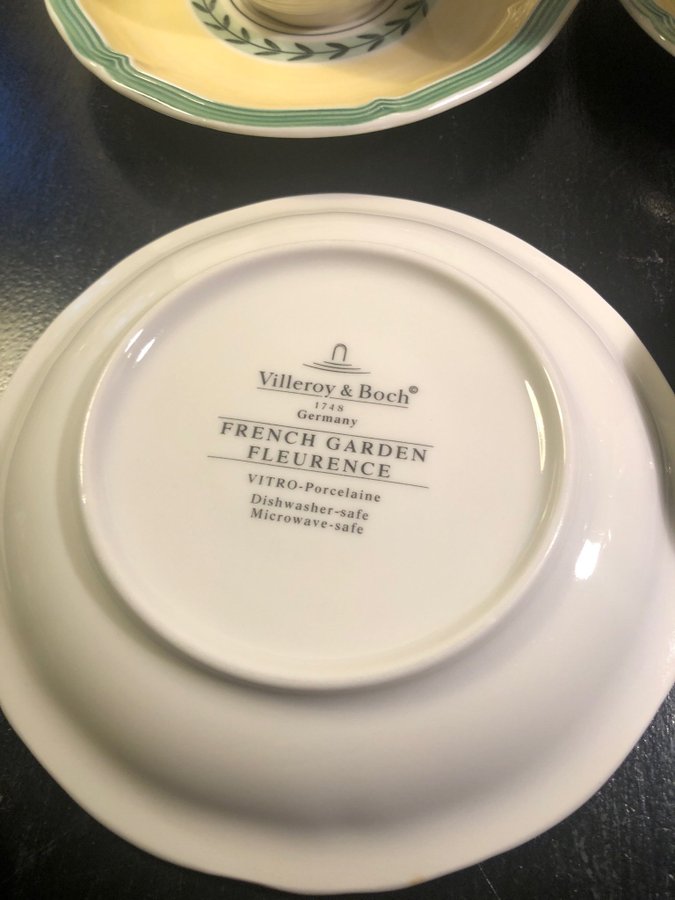 Villeroy & Boch©
1748
Germany
FRENCH GARDEN
FLEURENCE
VITRO-Porcelaine
Dishwasher-safe
Microwave-safe